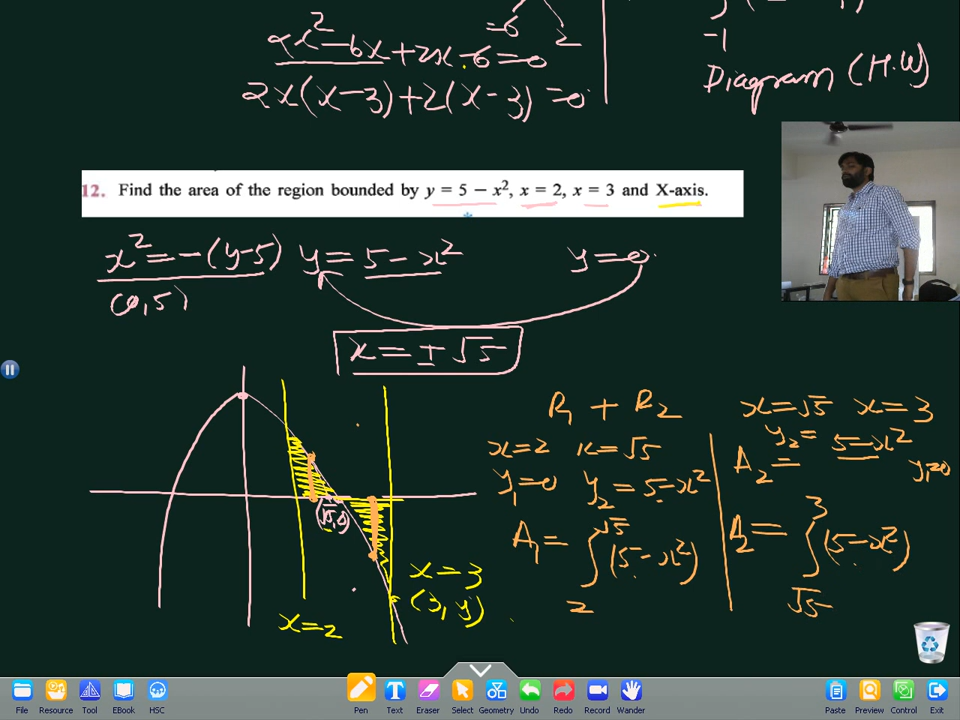 =6
2
2x²-6x+2x-6=0
2x(x-3)+2(x-3)=0
-1
Diagram (H.W)
12. Find the area of the region bounded by y = 5 − x², x = 2, x = 3 and X-axis.
x²=-(y-5) y=5-x² y=0
(0,5)
x=±√5
(√5,0)
x=3
(3, y)
x=2
R₁ + R₂
x=2 x=√5
y₁=0 y₂=5-x²
A₁= ∫ 2 √5 (5-x²)
x=√5 x=3
y₂=5-x²
A₂= y₁=0
A₂= ∫ √5 3 (5-x²)
File Resource Tool EBook HSC Pen Text Eraser Select Geometry Undo Redo Record Wander Paste Preview Control Exit